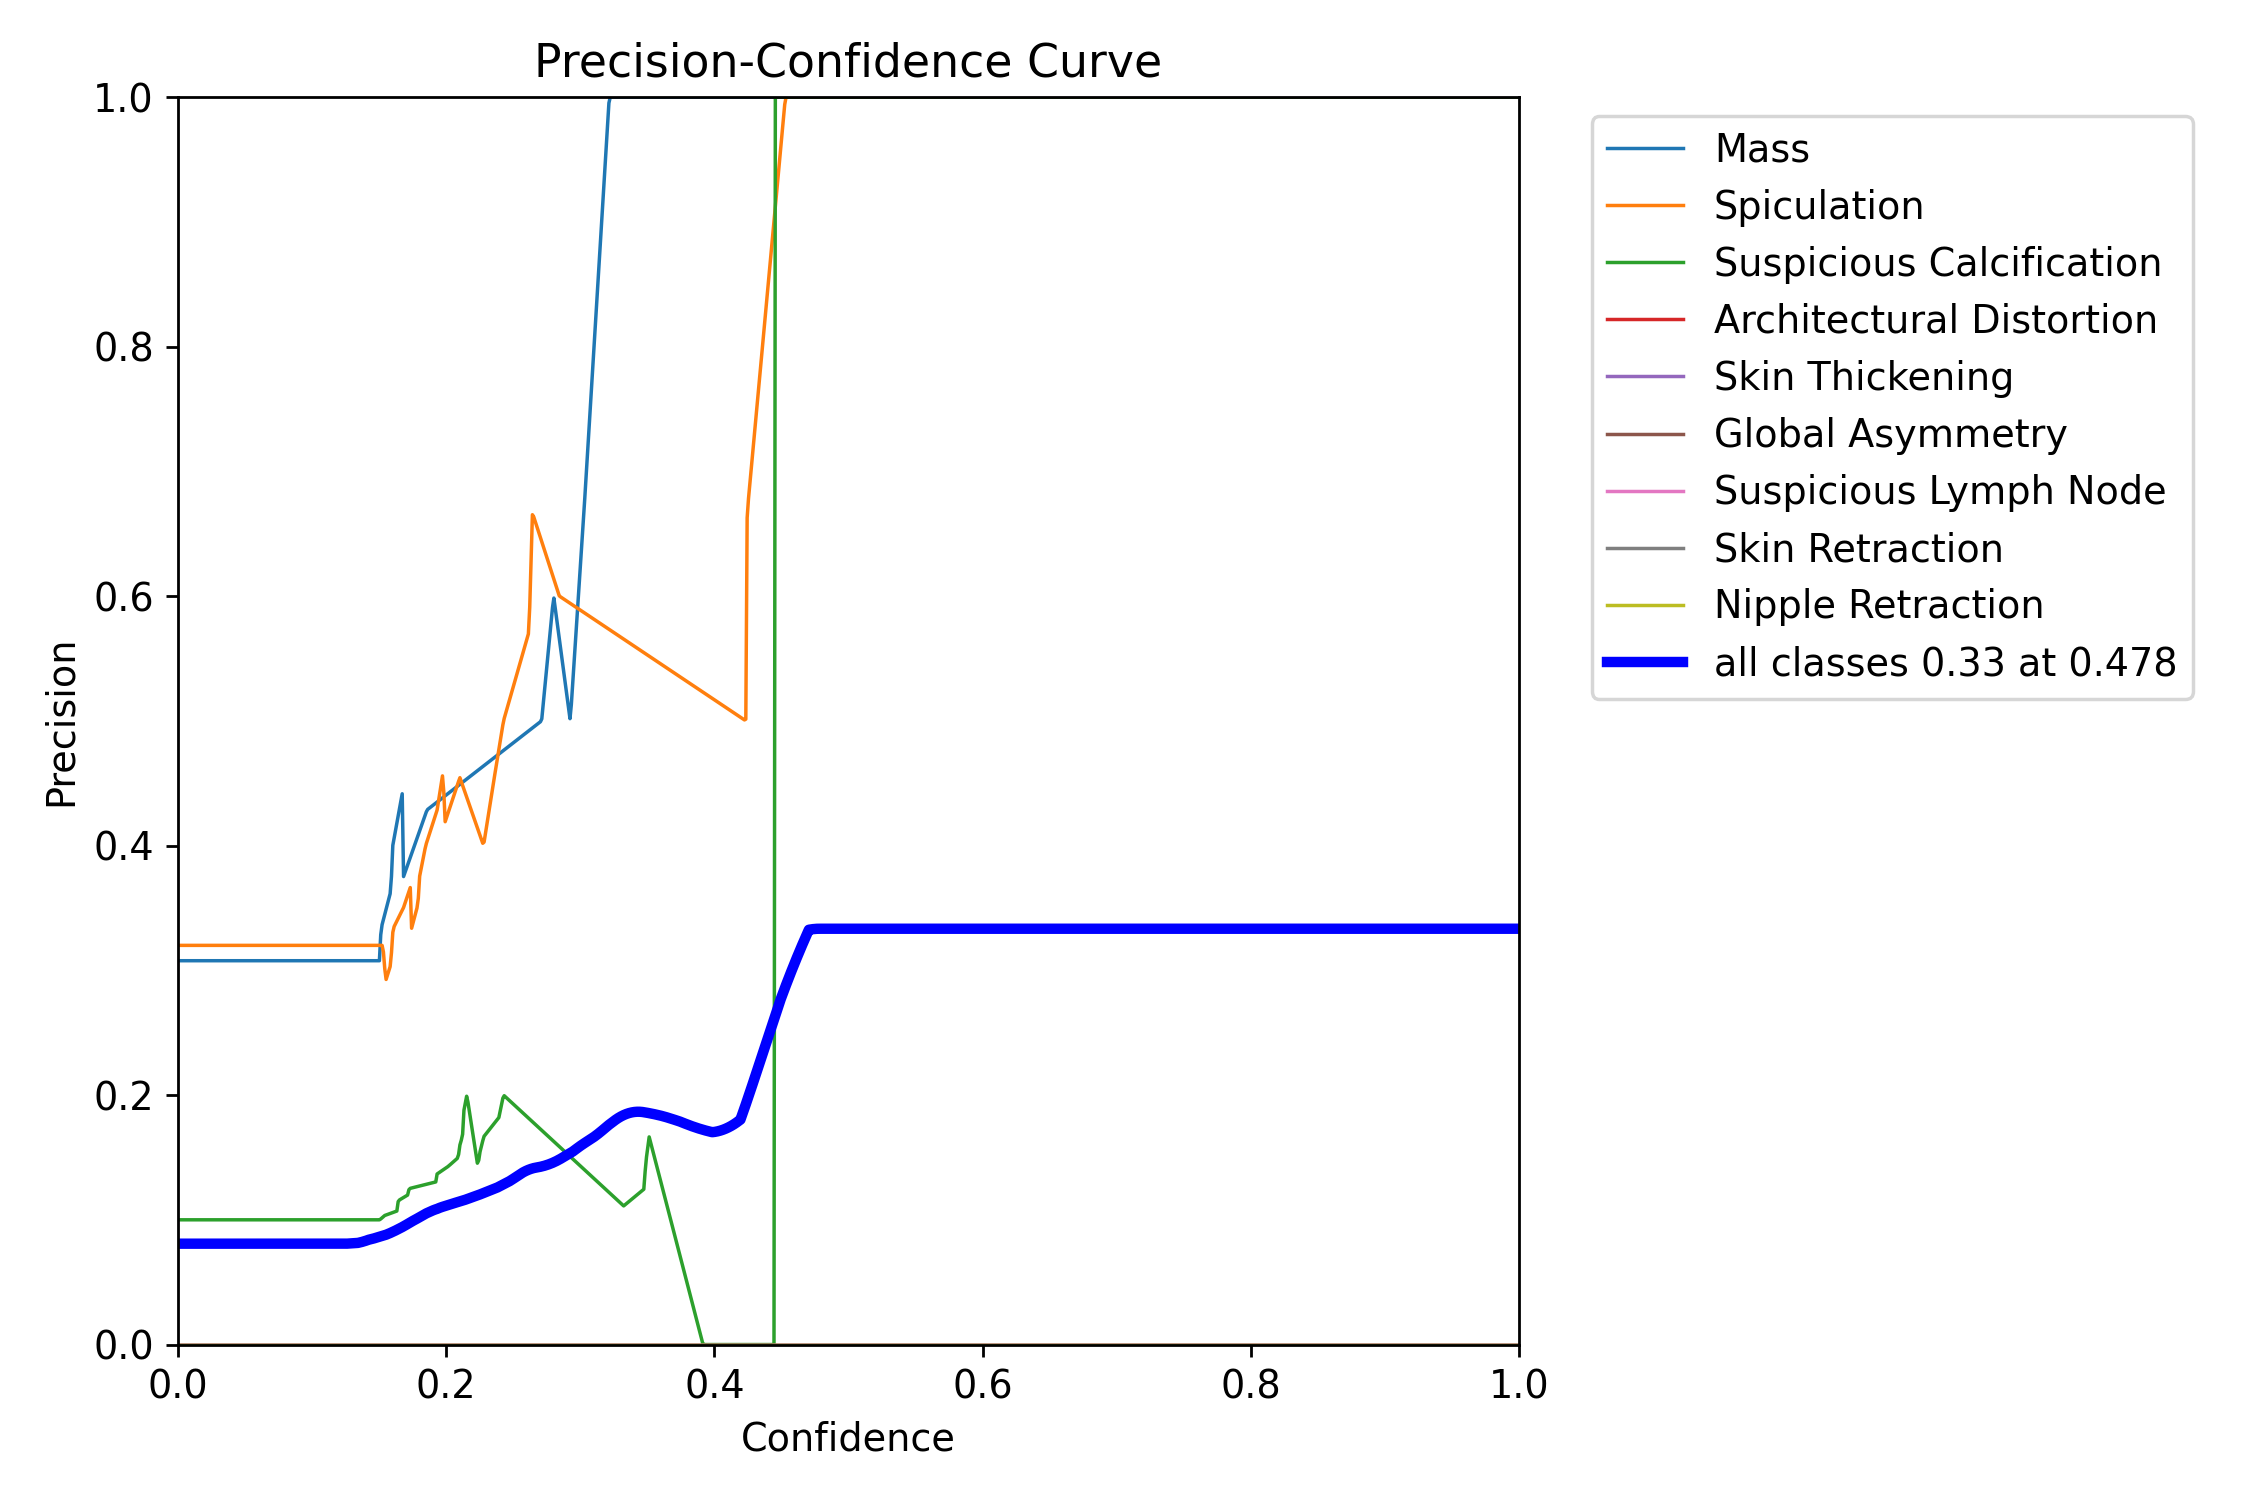 Precision-Confidence Curve
1.0
0.8
0.6
0.4
0.2
0.0
Precision
0.0 0.2 0.4 0.6 0.8 1.0
Confidence
Mass
Spiculation
Suspicious Calcification
Architectural Distortion
Skin Thickening
Global Asymmetry
Suspicious Lymph Node
Skin Retraction
Nipple Retraction
all classes 0.33 at 0.478